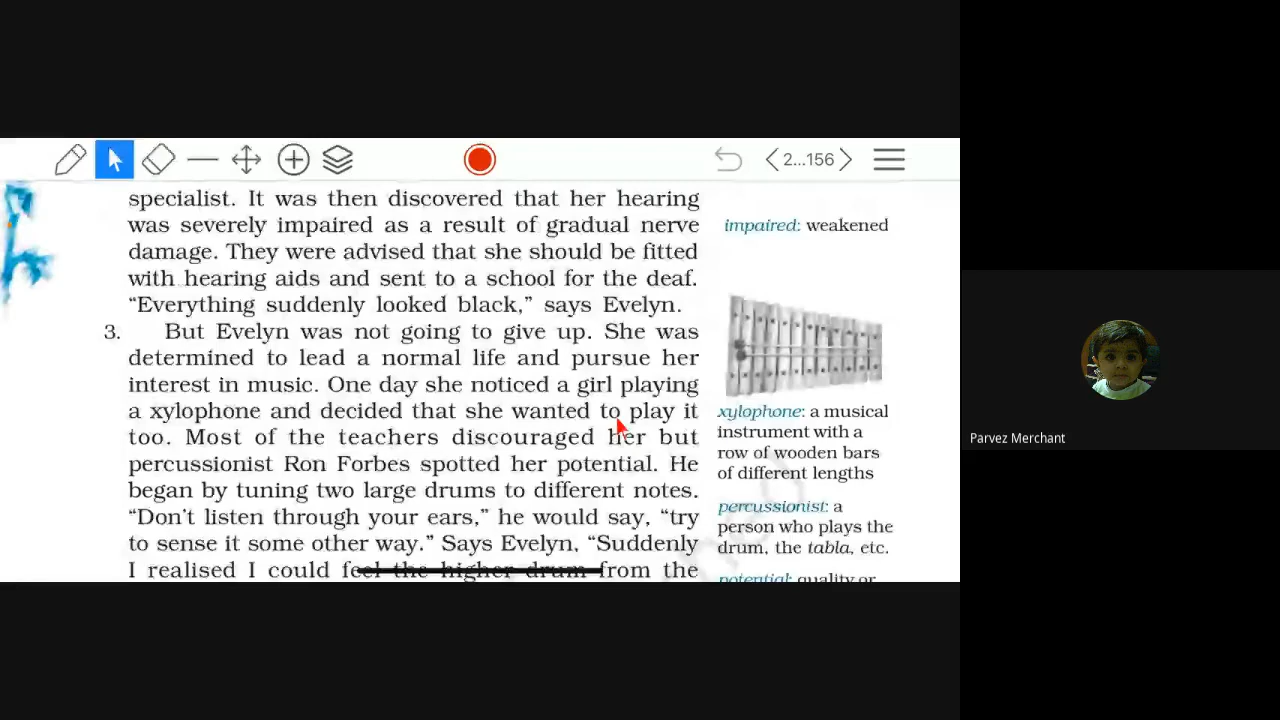 2...156
specialist. It was then discovered that her hearing
was severely impaired as a result of gradual nerve
damage. They were advised that she should be fitted
with hearing aids and sent to a school for the deaf.
“Everything suddenly looked black,” says Evelyn.
3. But Evelyn was not going to give up. She was
determined to lead a normal life and pursue her
interest in music. One day she noticed a girl playing
a xylophone and decided that she wanted to play it
too. Most of the teachers discouraged her but
percussionist Ron Forbes spotted her potential. He
began by tuning two large drums to different notes.
“Don’t listen through your ears,” he would say, “try
to sense it some other way.” Says Evelyn, “Suddenly
I realised I could feel the higher drum from the
impaired: weakened
xylophone: a musical
instrument with a
row of wooden bars
of different lengths
percussionist: a
person who plays the
drum, the tabla, etc.
potential: quality or
Parvez Merchant